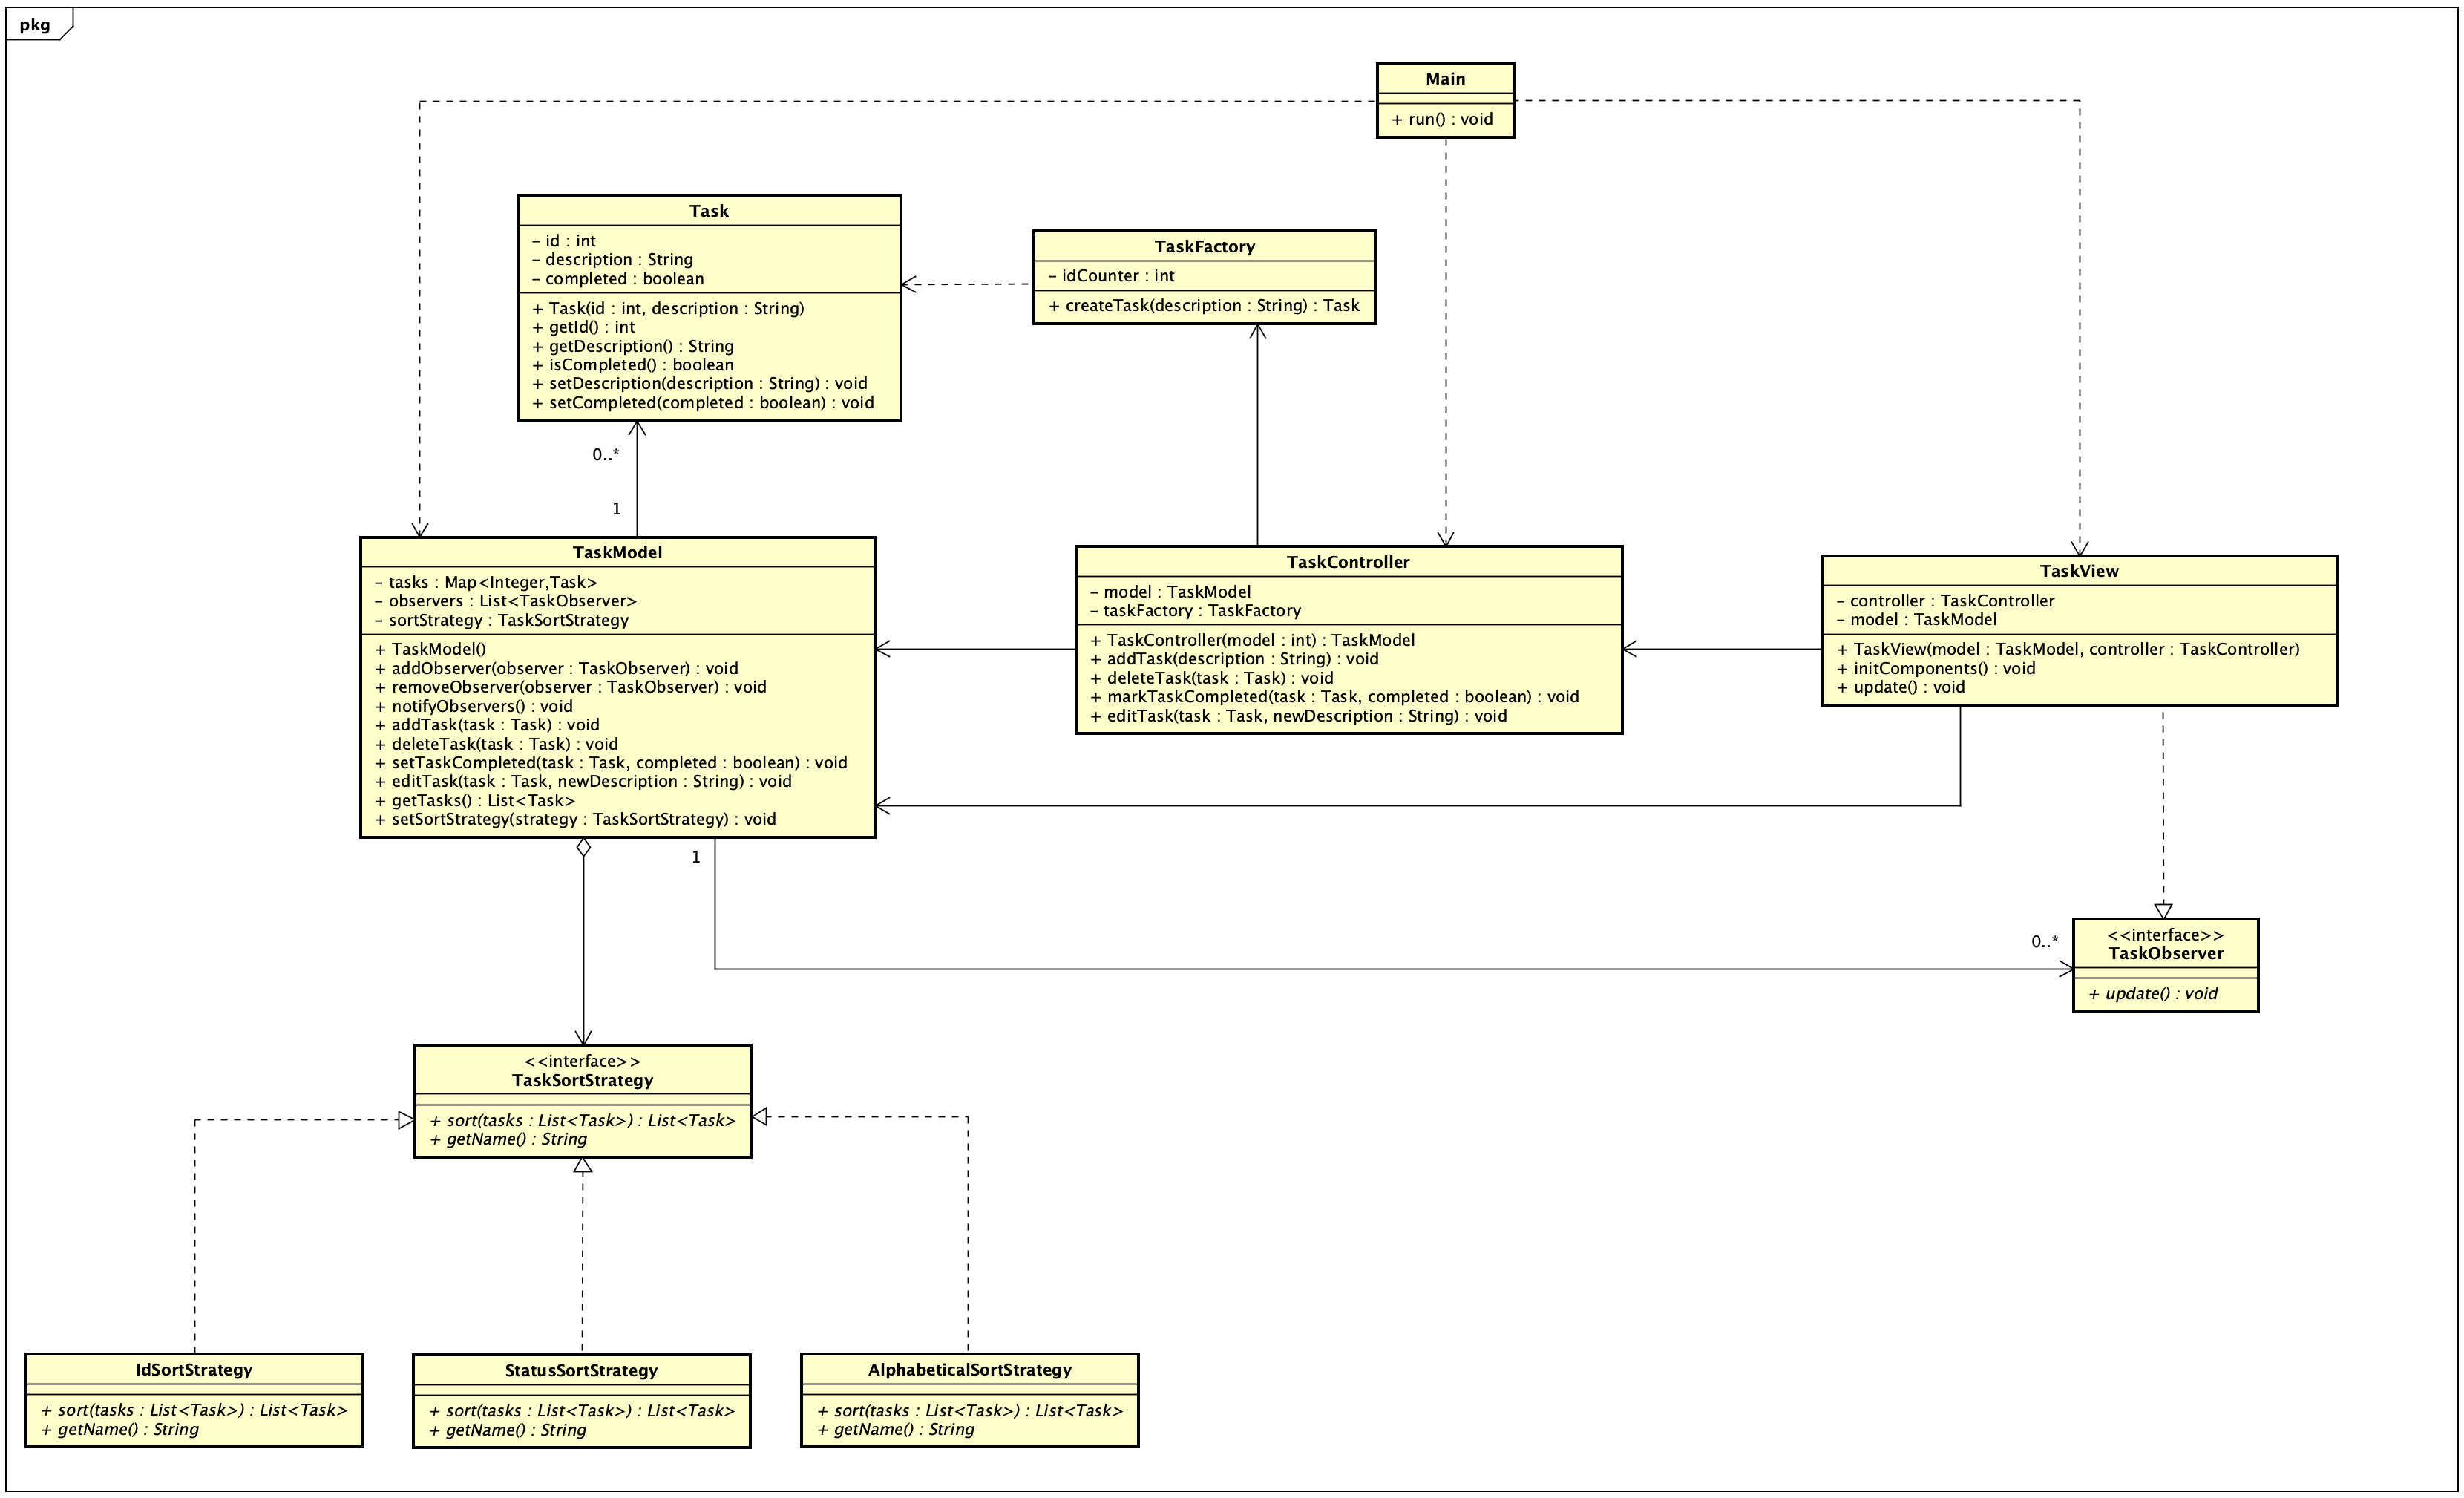 pkg
Main
+ run() : void
Task
– id : int
– description : String
– completed : boolean
+ Task(id : int, description : String)
+ getId() : int
+ getDescription() : String
+ isCompleted() : boolean
+ setDescription(description : String) : void
+ setCompleted(completed : boolean) : void
TaskFactory
– idCounter : int
+ createTask(description : String) : Task
0..*
1
TaskModel
– tasks : Map<Integer,Task>
– observers : List<TaskObserver>
– sortStrategy : TaskSortStrategy
+ TaskModel()
+ addObserver(observer : TaskObserver) : void
+ removeObserver(observer : TaskObserver) : void
+ notifyObservers() : void
+ addTask(task : Task) : void
+ deleteTask(task : Task) : void
+ setTaskCompleted(task : Task, completed : boolean) : void
+ editTask(task : Task, newDescription : String) : void
+ getTasks() : List<Task>
+ setSortStrategy(strategy : TaskSortStrategy) : void
TaskController
– model : TaskModel
– taskFactory : TaskFactory
+ TaskController(model : int) : TaskModel
+ addTask(description : String) : void
+ deleteTask(task : Task) : void
+ markTaskCompleted(task : Task, completed : boolean) : void
+ editTask(task : Task, newDescription : String) : void
TaskView
– controller : TaskController
– model : TaskModel
+ TaskView(model : TaskModel, controller : TaskController)
+ initComponents() : void
+ update() : void
1
0..*
<<interface>>
TaskObserver
+ update() : void
<<interface>>
TaskSortStrategy
+ sort(tasks : List<Task>) : List<Task>
+ getName() : String
IdSortStrategy
+ sort(tasks : List<Task>) : List<Task>
+ getName() : String
StatusSortStrategy
+ sort(tasks : List<Task>) : List<Task>
+ getName() : String
AlphabeticalSortStrategy
+ sort(tasks : List<Task>) : List<Task>
+ getName() : String